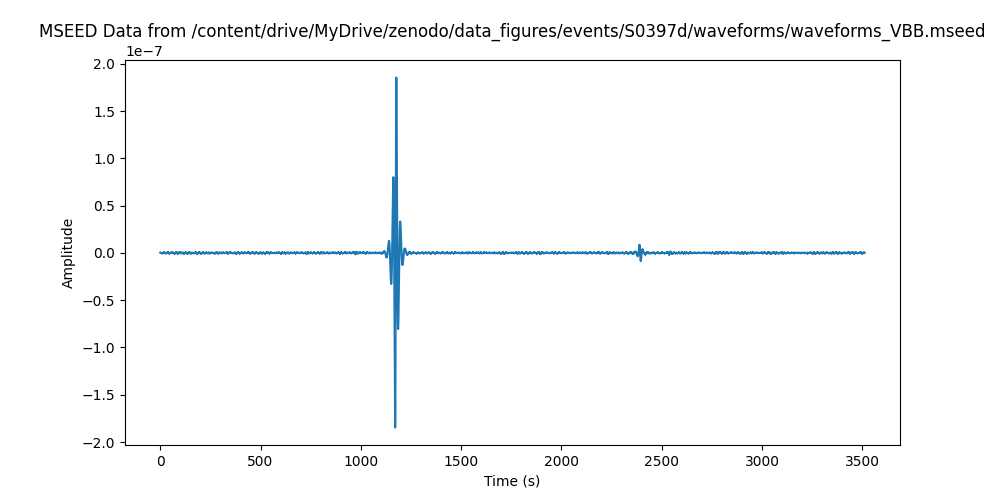 MSEED Data from /content/drive/MyDrive/zenodo/data_figures/events/S0397d/waveforms/waveforms_VBB.mseed
1e−7
2.0
1.5
1.0
0.5
0.0
−0.5
−1.0
−1.5
−2.0
Amplitude
0 500 1000 1500 2000 2500 3000 3500
Time (s)